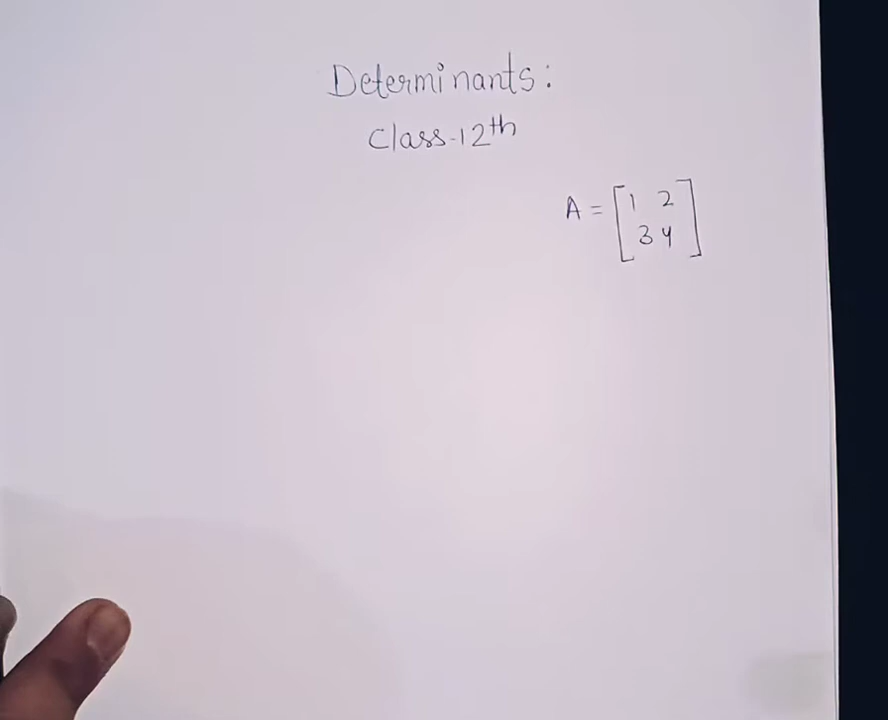 Determinants:
Class-12th
A = [1 2
3 4]